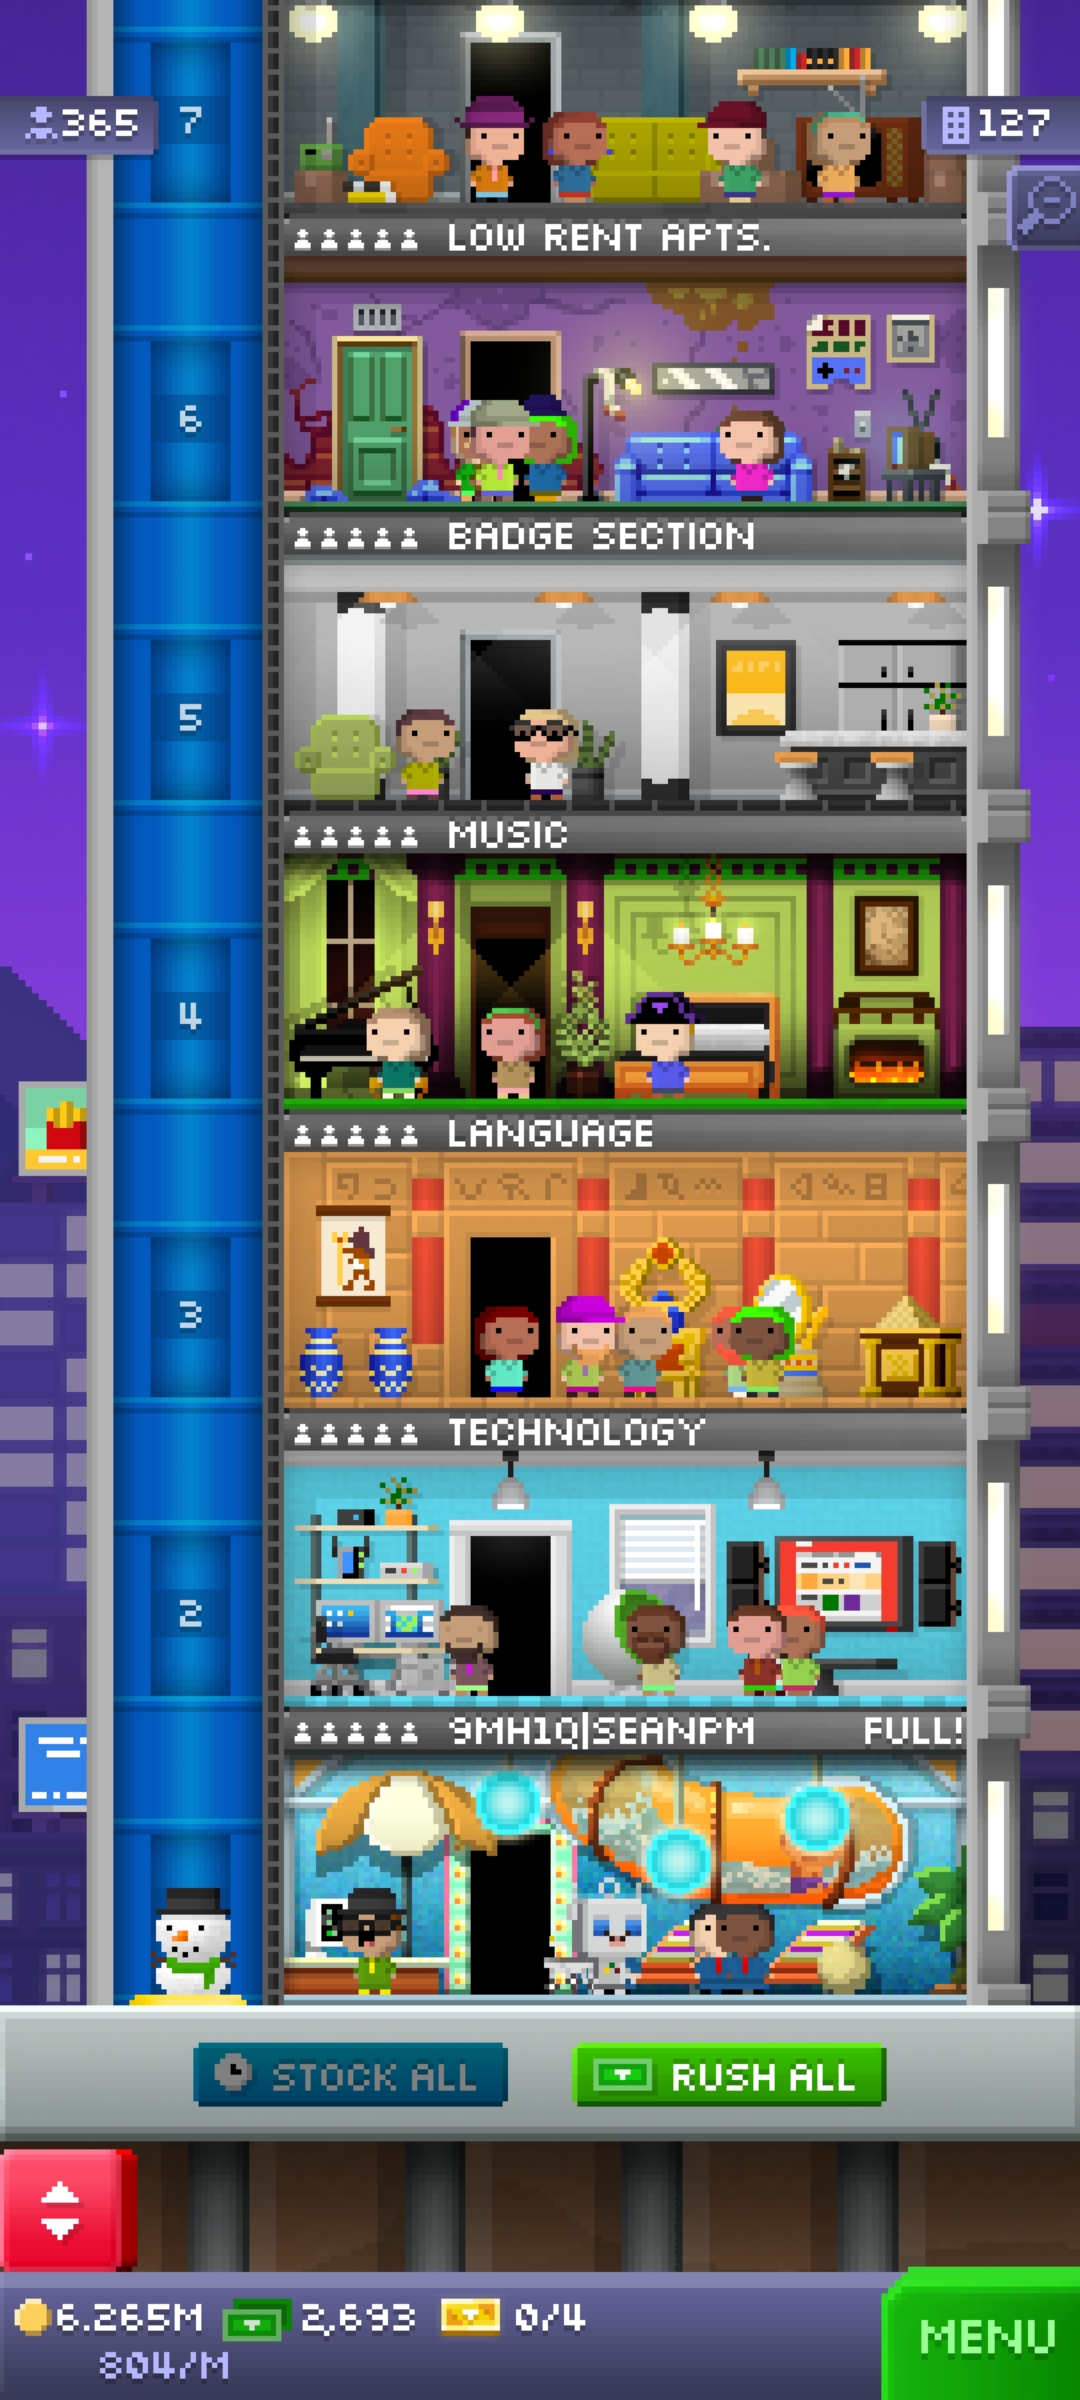 365
7
127
LOW RENT APTS.
6
BADGE SECTION
5
MUSIC
4
LANGUAGE
3
TECHNOLOGY
2
9MH1Q|SEANPM FULL!
STOCK ALL
RUSH ALL
6.265M 2,693 0/4
804/M
MENU